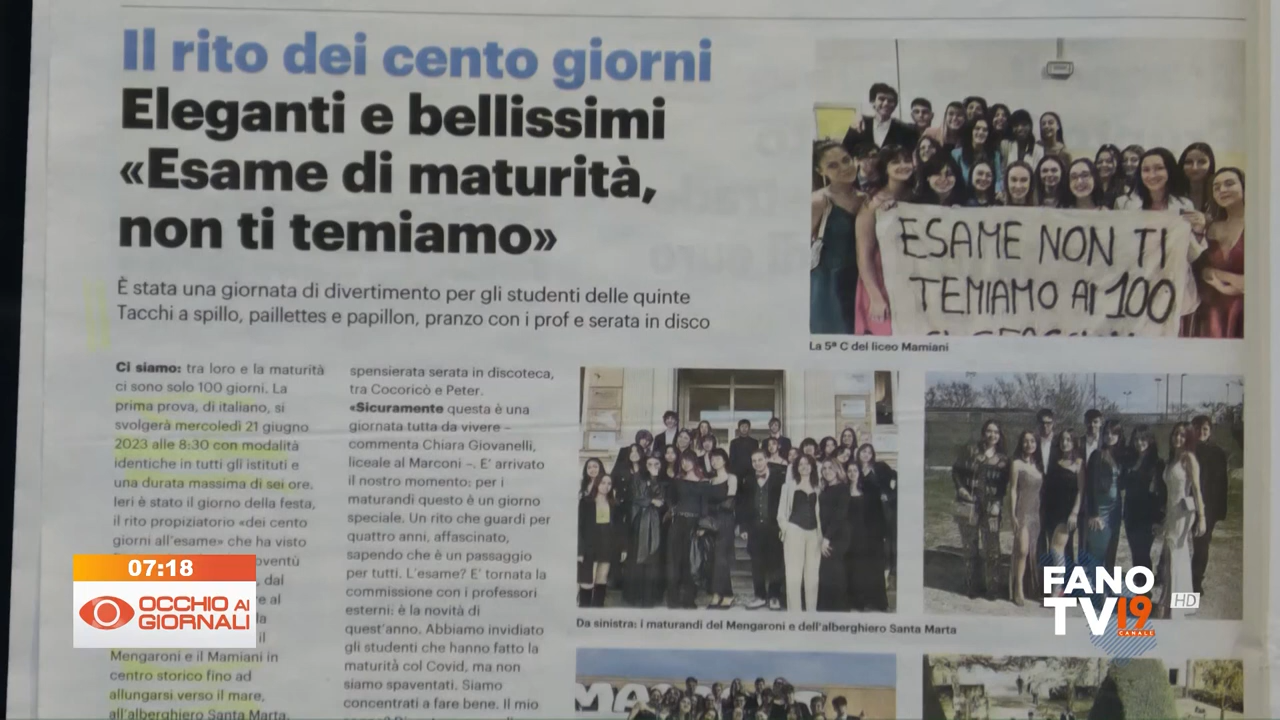 Il rito dei cento giorni
Eleganti e bellissimi
«Esame di maturità,
non ti temiamo»
È stata una giornata di divertimento per gli studenti delle quinte
Tacchi a spillo, paillettes e papillon, pranzo con i prof e serata in disco
Ci siamo: tra loro e la maturità
ci sono solo 100 giorni. La
prima prova, di italiano, si
svolgerà mercoledì 21 giugno
2023 alle 8:30 con modalità
identiche in tutti gli istituti e
una durata massima di sei ore.
Ieri è stato il giorno della festa,
il rito propiziatorio «dei cento
giorni all'esame» che ha visto
oventù
, dal
e al
la
il
Mengaroni e il Mamiani in
centro storico fino ad
allungarsi verso il mare,
all'alberghiero Santa Marta.
spensierata serata in discoteca,
tra Cocoricò e Peter.
«Sicuramente questa è una
giornata tutta da vivere –
commenta Chiara Giovanelli,
liceale al Marconi –. E' arrivato
il nostro momento: per i
maturandi questo è un giorno
speciale. Un rito che guardi per
quattro anni, affascinato,
sapendo che è un passaggio
per tutti. L'esame? E' tornata la
commissione con i professori
esterni: è la novità di
quest'anno. Abbiamo invidiato
gli studenti che hanno fatto la
maturità col Covid, ma non
siamo spaventati. Siamo
concentrati a fare bene. Il mio
ESAME NON TI
TEMIAMO AI 100
La 5ª C del liceo Mamiani
Da sinistra: i maturandi del Mengaroni e dell'alberghiero Santa Marta
07:18
OCCHIO AI
GIORNALI
FANO
TV19
CANALE
HD